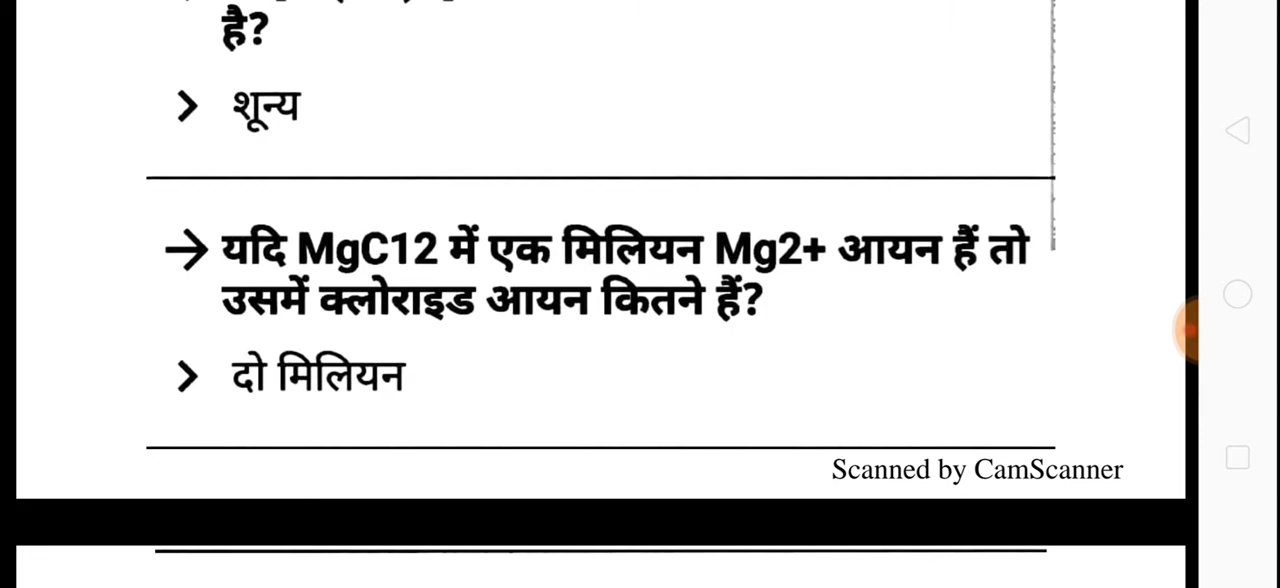 है?
> शून्य
→ यदि MgC12 में एक मिलियन Mg2+ आयन हैं तो
उसमें क्लोराइड आयन कितने हैं?
> दो मिलियन
Scanned by CamScanner